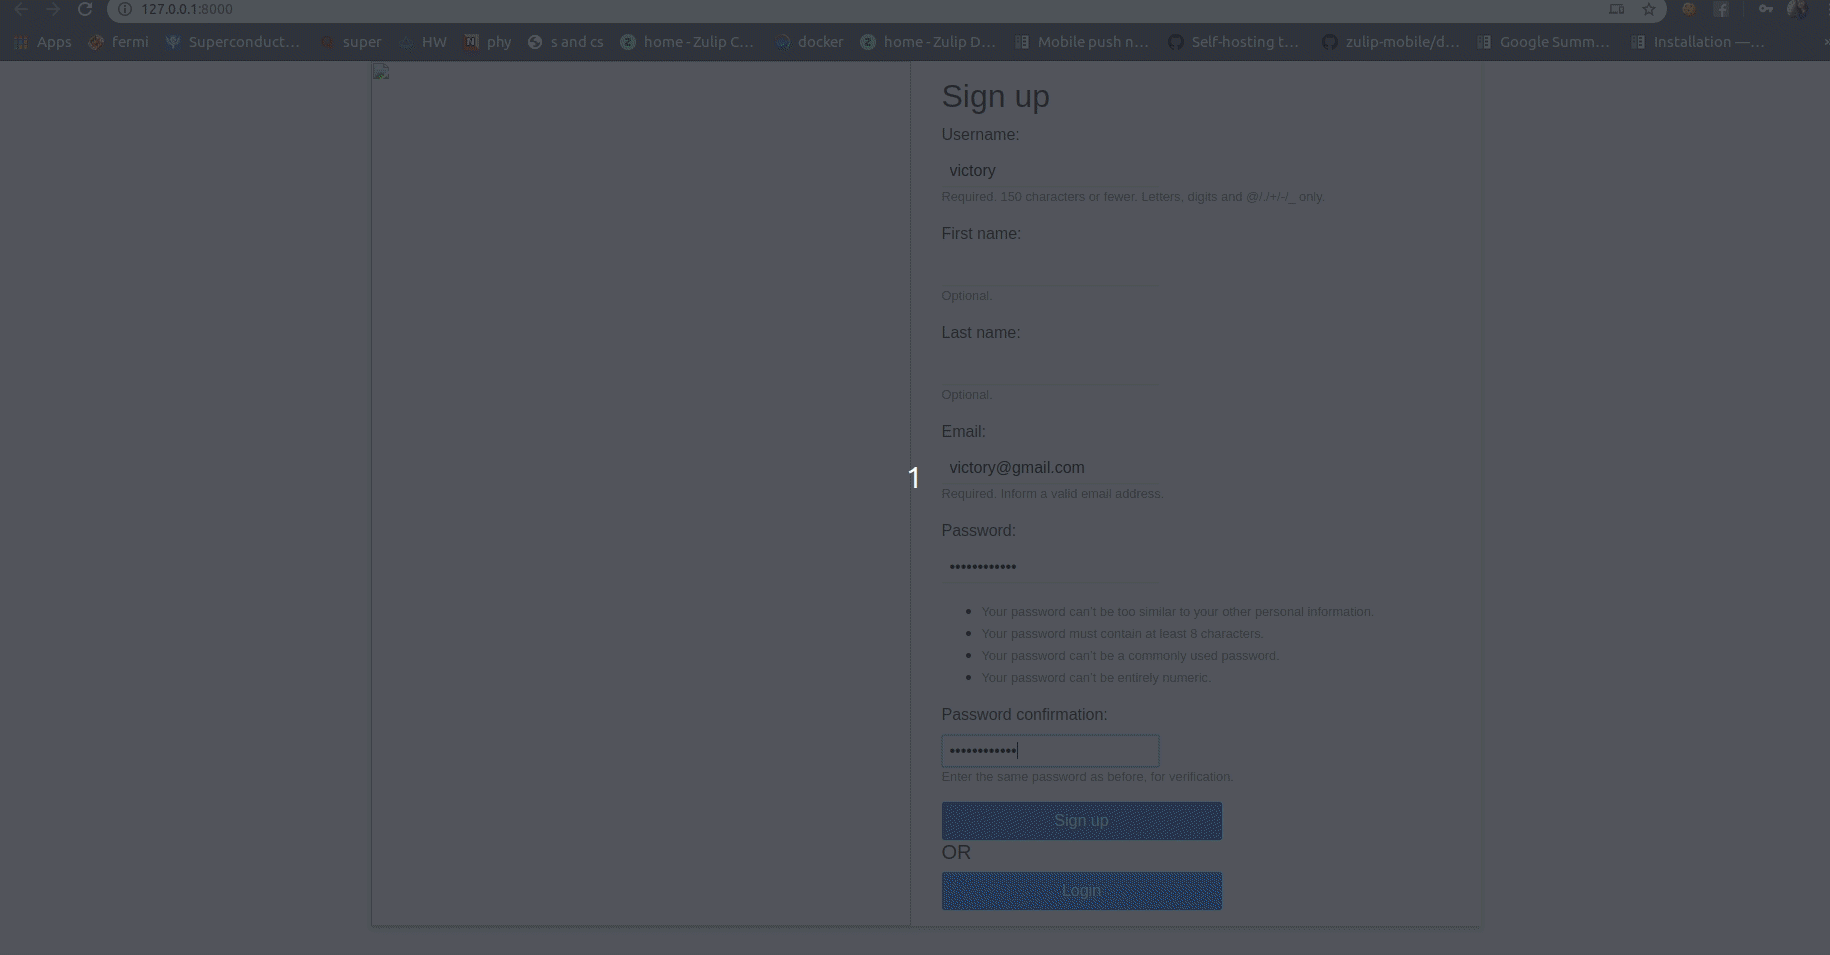 127.0.0.1:8000
Apps fermi Superconduct... super HW phy s and cs home - Zulip C... docker home - Zulip D... Mobile push n... Self-hosting t... zulip-mobile/d... Google Summ... Installation —...
Sign up
Username:
victory
Required. 150 characters or fewer. Letters, digits and @/./+/-/_ only.
First name:
Optional.
Last name:
Optional.
Email:
victory@gmail.com
1
Required. Inform a valid email address.
Password:
••••••••••••
Your password can't be too similar to your other personal information.
Your password must contain at least 8 characters.
Your password can't be a commonly used password.
Your password can't be entirely numeric.
Password confirmation:
••••••••••••
Enter the same password as before, for verification.
Sign up
OR
Login